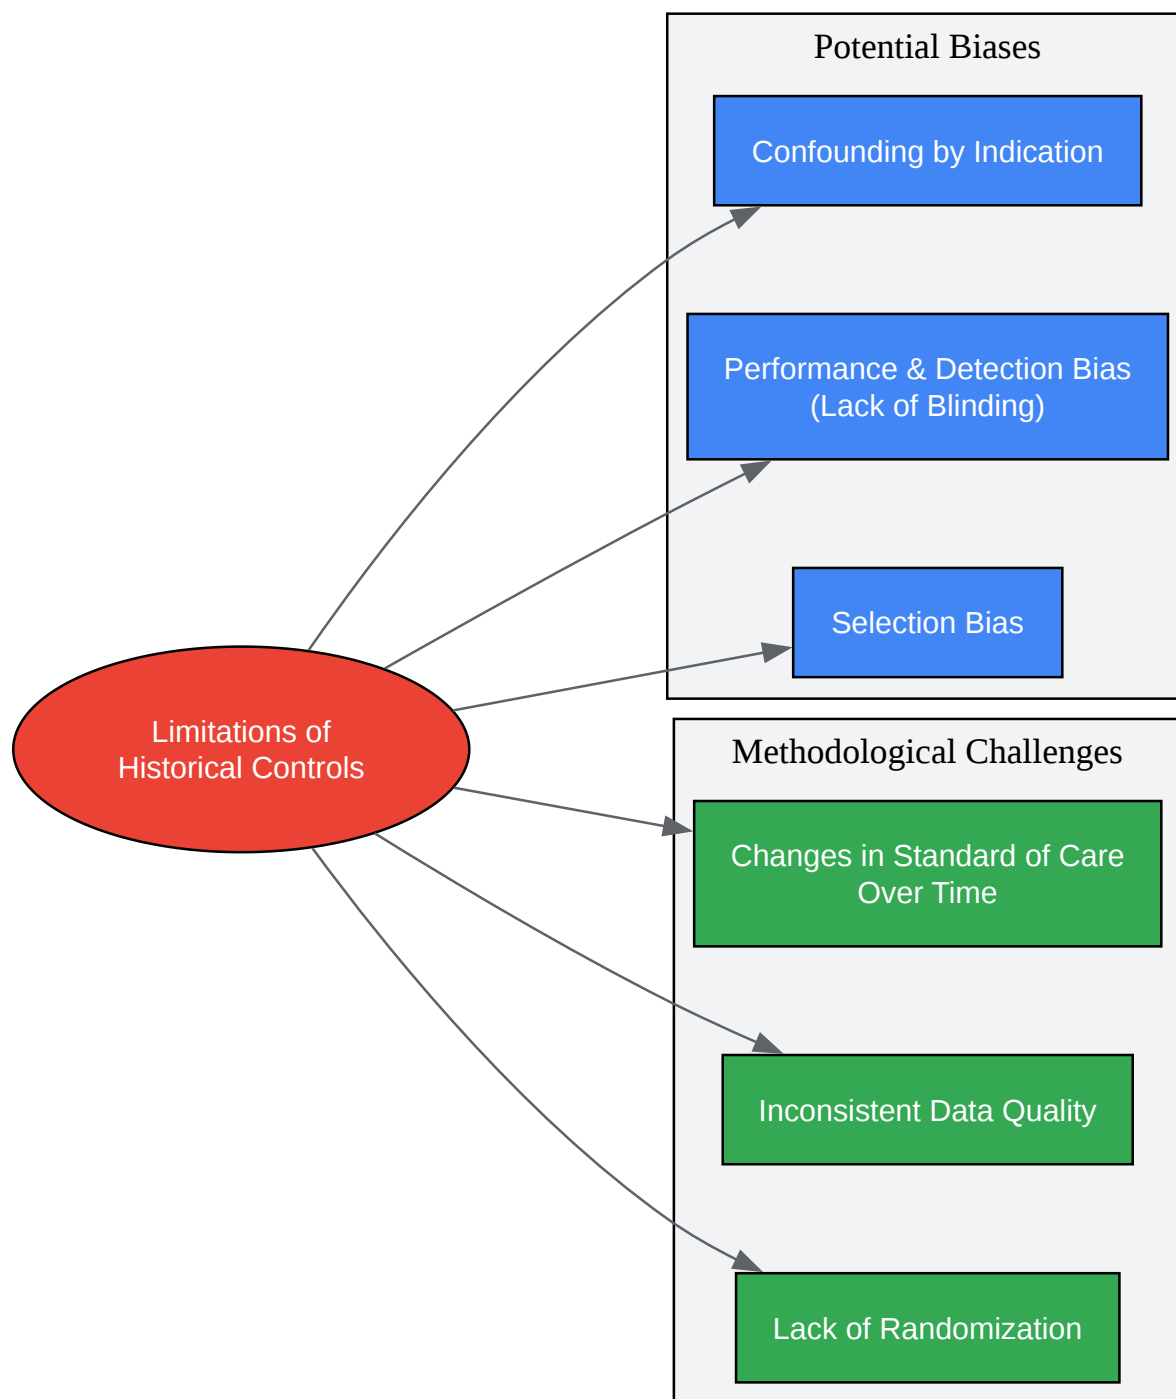 Potential Biases
Confounding by Indication
Performance & Detection Bias
(Lack of Blinding)
Selection Bias
Limitations of
Historical Controls
Methodological Challenges
Changes in Standard of Care
Over Time
Inconsistent Data Quality
Lack of Randomization